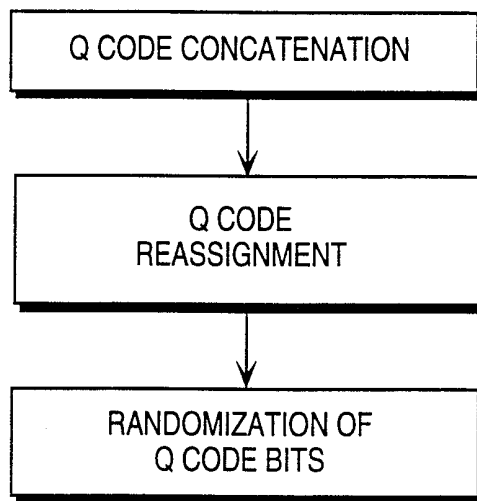 Q CODE CONCATENATION
Q CODE
REASSIGNMENT
RANDOMIZATION OF
Q CODE BITS